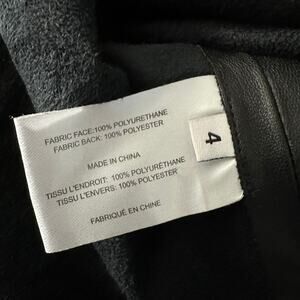 FABRIC FACE:100% POLYURETHANE
FABRIC BACK: 100% POLYESTER
MADE IN CHINA
TISSU L'ENDROIT: 100% POLYURÉTHANE
TISSU L'ENVERS: 100% POLYESTER
FABRIQUÉ EN CHINE
4